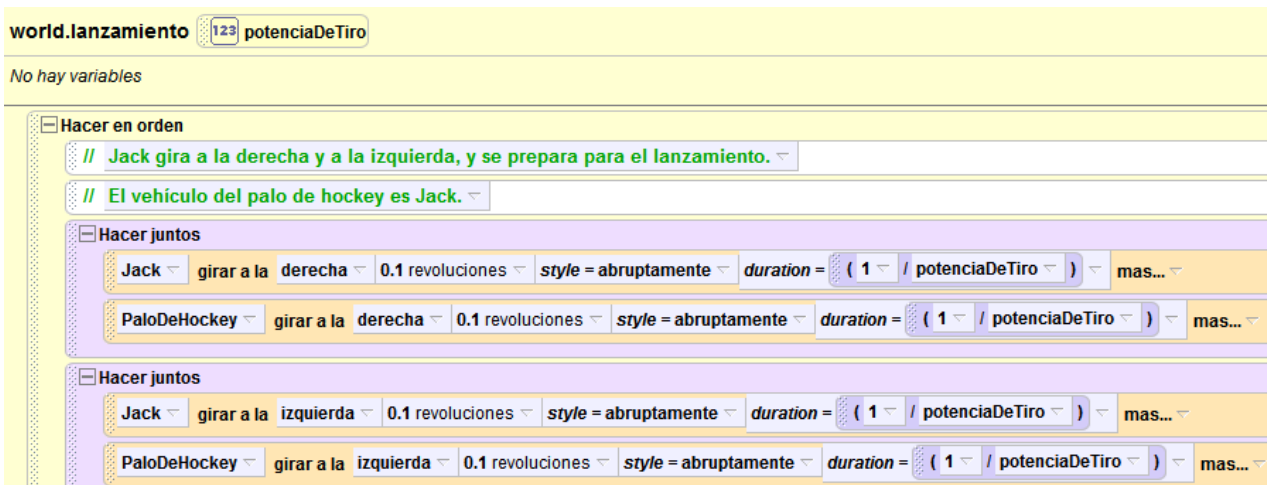 world.lanzamiento 123 potenciaDeTiro
No hay variables
Hacer en orden
// Jack gira a la derecha y a la izquierda, y se prepara para el lanzamiento.
// El vehículo del palo de hockey es Jack.
Hacer juntos
Jack girar a la derecha 0.1 revoluciones style = abruptamente duration = ( 1 / potenciaDeTiro ) mas...
PaloDeHockey girar a la derecha 0.1 revoluciones style = abruptamente duration = ( 1 / potenciaDeTiro ) mas...
Hacer juntos
Jack girar a la izquierda 0.1 revoluciones style = abruptamente duration = ( 1 / potenciaDeTiro ) mas...
PaloDeHockey girar a la izquierda 0.1 revoluciones style = abruptamente duration = ( 1 / potenciaDeTiro ) mas...